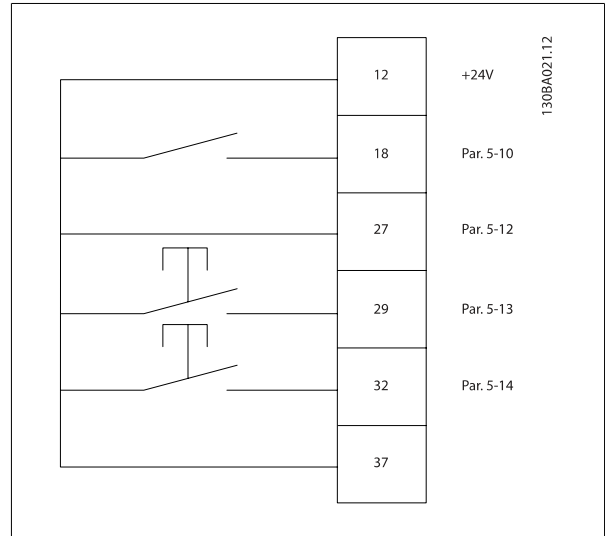 12 +24V
130BA021.12
18 Par. 5-10
27 Par. 5-12
29 Par. 5-13
32 Par. 5-14
37